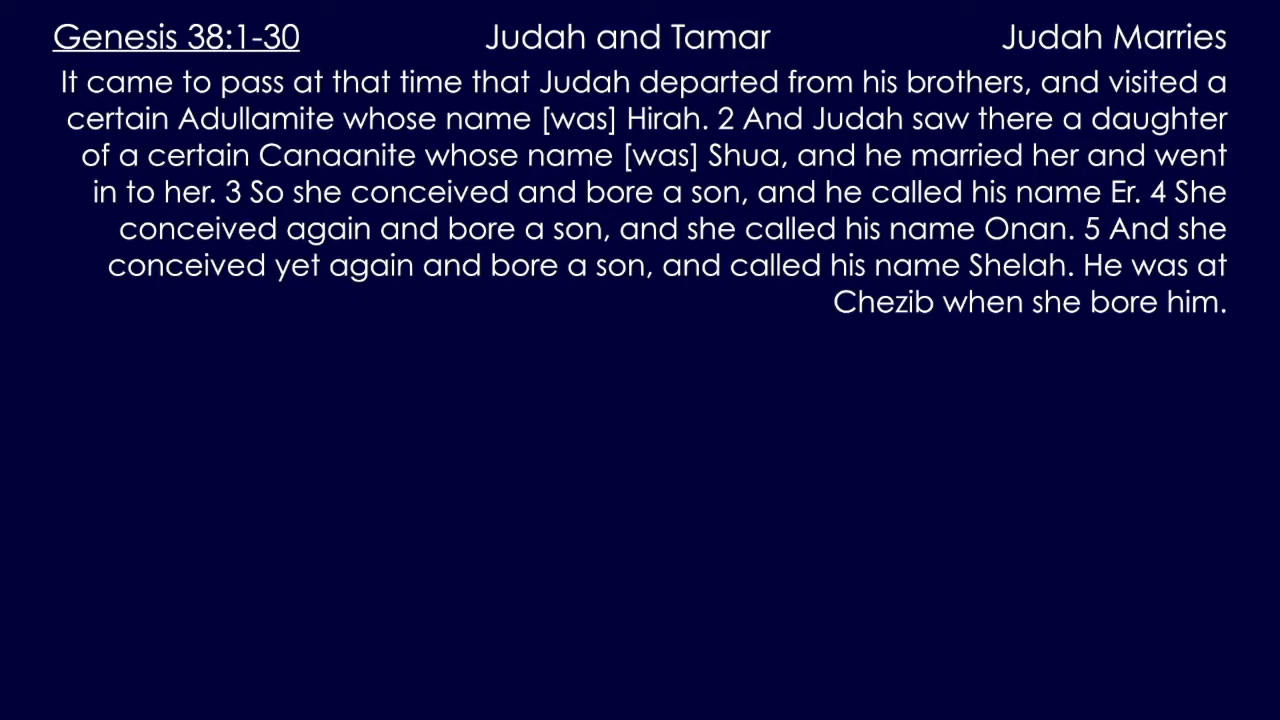 Genesis 38:1-30 Judah and Tamar Judah Marries
It came to pass at that time that Judah departed from his brothers, and visited a
certain Adullamite whose name [was] Hirah. 2 And Judah saw there a daughter
of a certain Canaanite whose name [was] Shua, and he married her and went
in to her. 3 So she conceived and bore a son, and he called his name Er. 4 She
conceived again and bore a son, and she called his name Onan. 5 And she
conceived yet again and bore a son, and called his name Shelah. He was at
Chezib when she bore him.